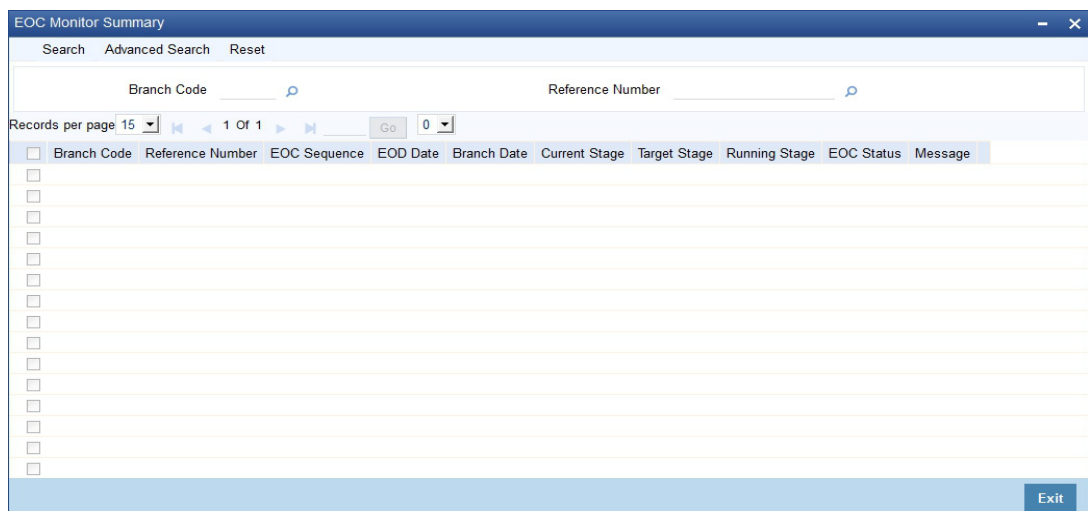 EOC Monitor Summary
Search Advanced Search Reset
Branch Code Reference Number
Records per page 15 1 Of 1 Go 0
Branch Code Reference Number EOC Sequence EOD Date Branch Date Current Stage Target Stage Running Stage EOC Status Message
Exit